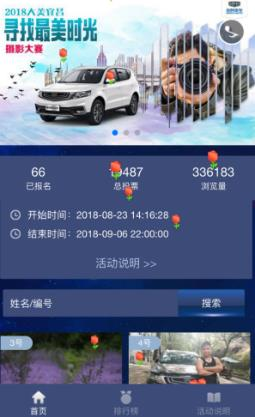 2018大美宜昌
寻找最美时光
摄影大赛
66
19487
336183
已报名
总投票
浏览量
开始时间：2018-08-23 14:16:28
结束时间：2018-09-06 22:00:00
活动说明 >>
姓名/编号
搜索
3号
4号
首页
排行榜
活动说明